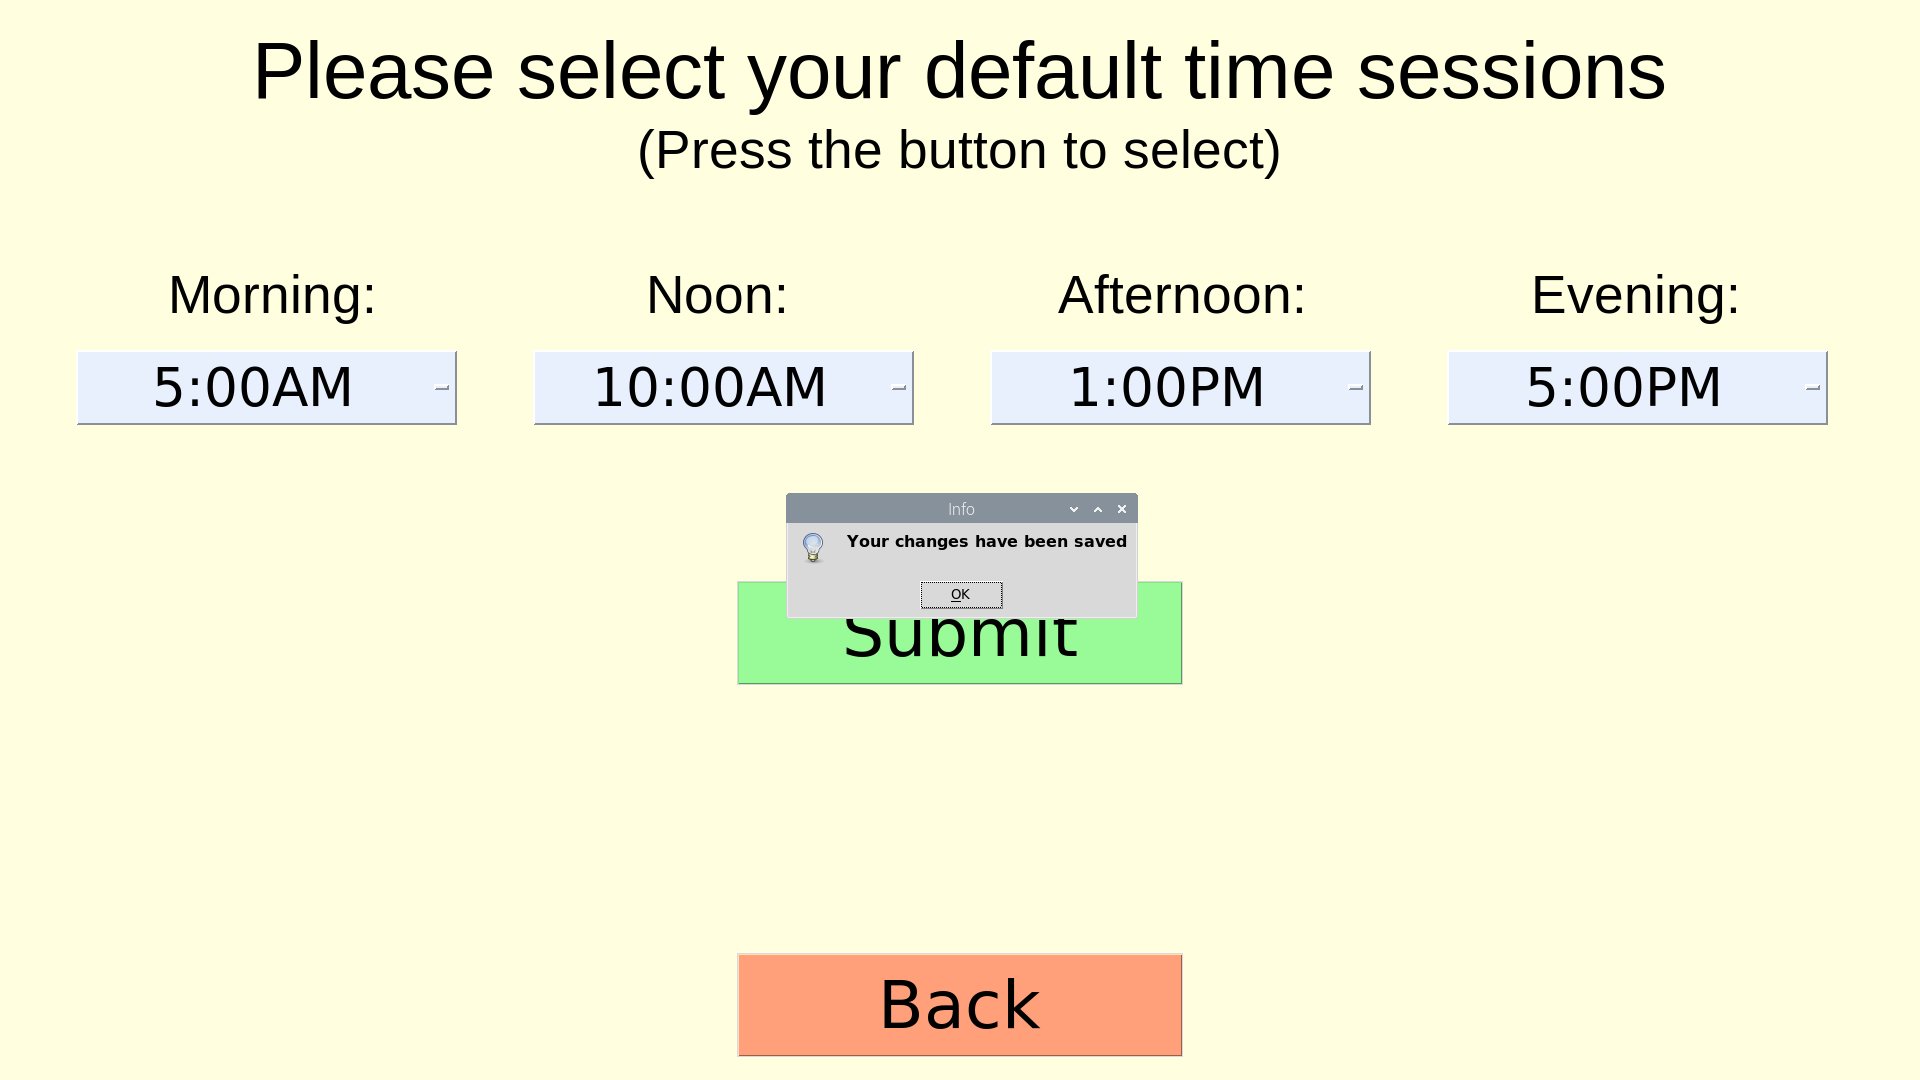 Please select your default time sessions
(Press the button to select)
Morning: Noon: Afternoon: Evening:
5:00AM 10:00AM 1:00PM 5:00PM
Info
Your changes have been saved
OK
Submit
Back